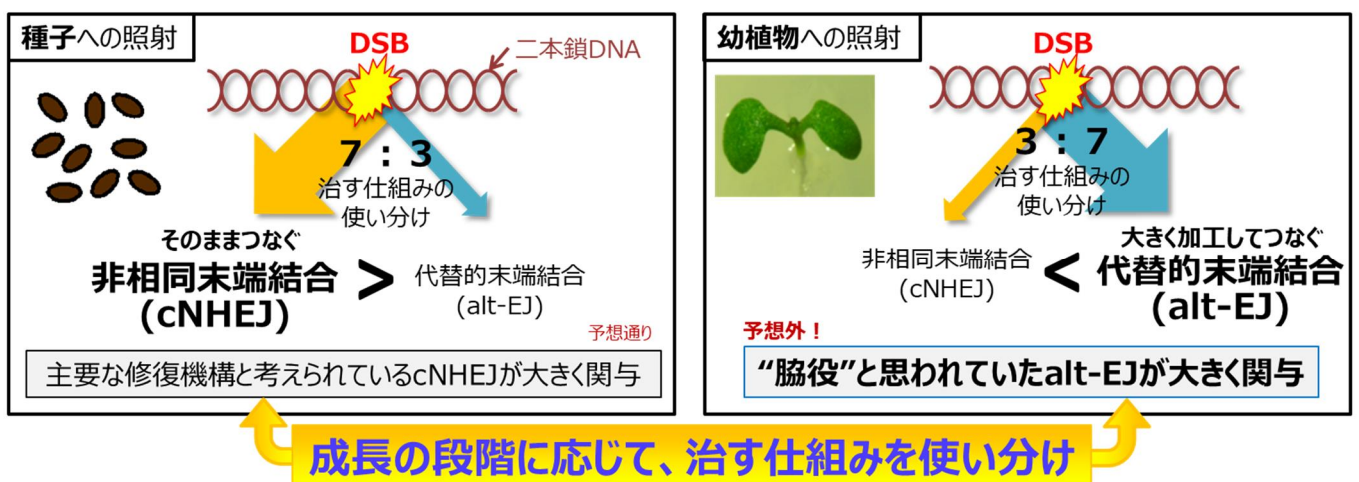 種子への照射
DSB
二本鎖DNA
7 : 3
治す仕組みの
使い分け
そのままつなぐ
非相同末端結合
(cNHEJ)
>
代替的末端結合
(alt-EJ)
予想通り
主要な修復機構と考えられているcNHEJが大きく関与
幼植物への照射
DSB
3 : 7
治す仕組みの
使い分け
非相同末端結合
(cNHEJ)
<
大きく加工してつなぐ
代替的末端結合
(alt-EJ)
予想外！
“脇役”と思われていたalt-EJが大きく関与
成長の段階に応じて、治す仕組みを使い分け